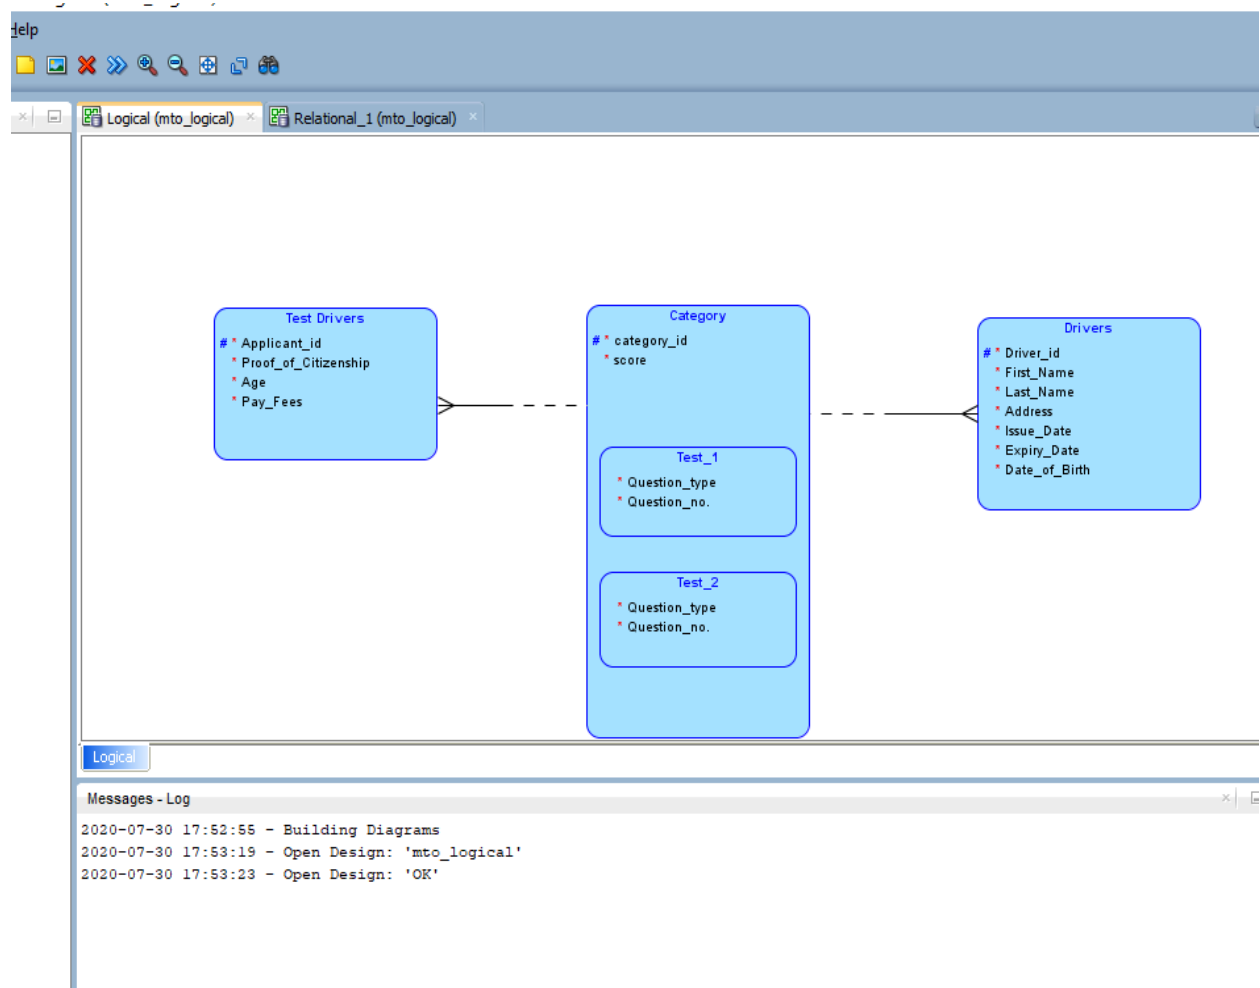 Help
Logical (mto_logical)
Relational_1 (mto_logical)
Test Drivers
# * Applicant_id
* Proof_of_Citizenship
* Age
* Pay_Fees
Category
# * category_id
* score
Test_1
* Question_type
* Question_no.
Test_2
* Question_type
* Question_no.
Drivers
# * Driver_id
* First_Name
* Last_Name
* Address
* Issue_Date
* Expiry_Date
* Date_of_Birth
Logical
Messages - Log
2020-07-30 17:52:55 - Building Diagrams
2020-07-30 17:53:19 - Open Design: 'mto_logical'
2020-07-30 17:53:23 - Open Design: 'OK'